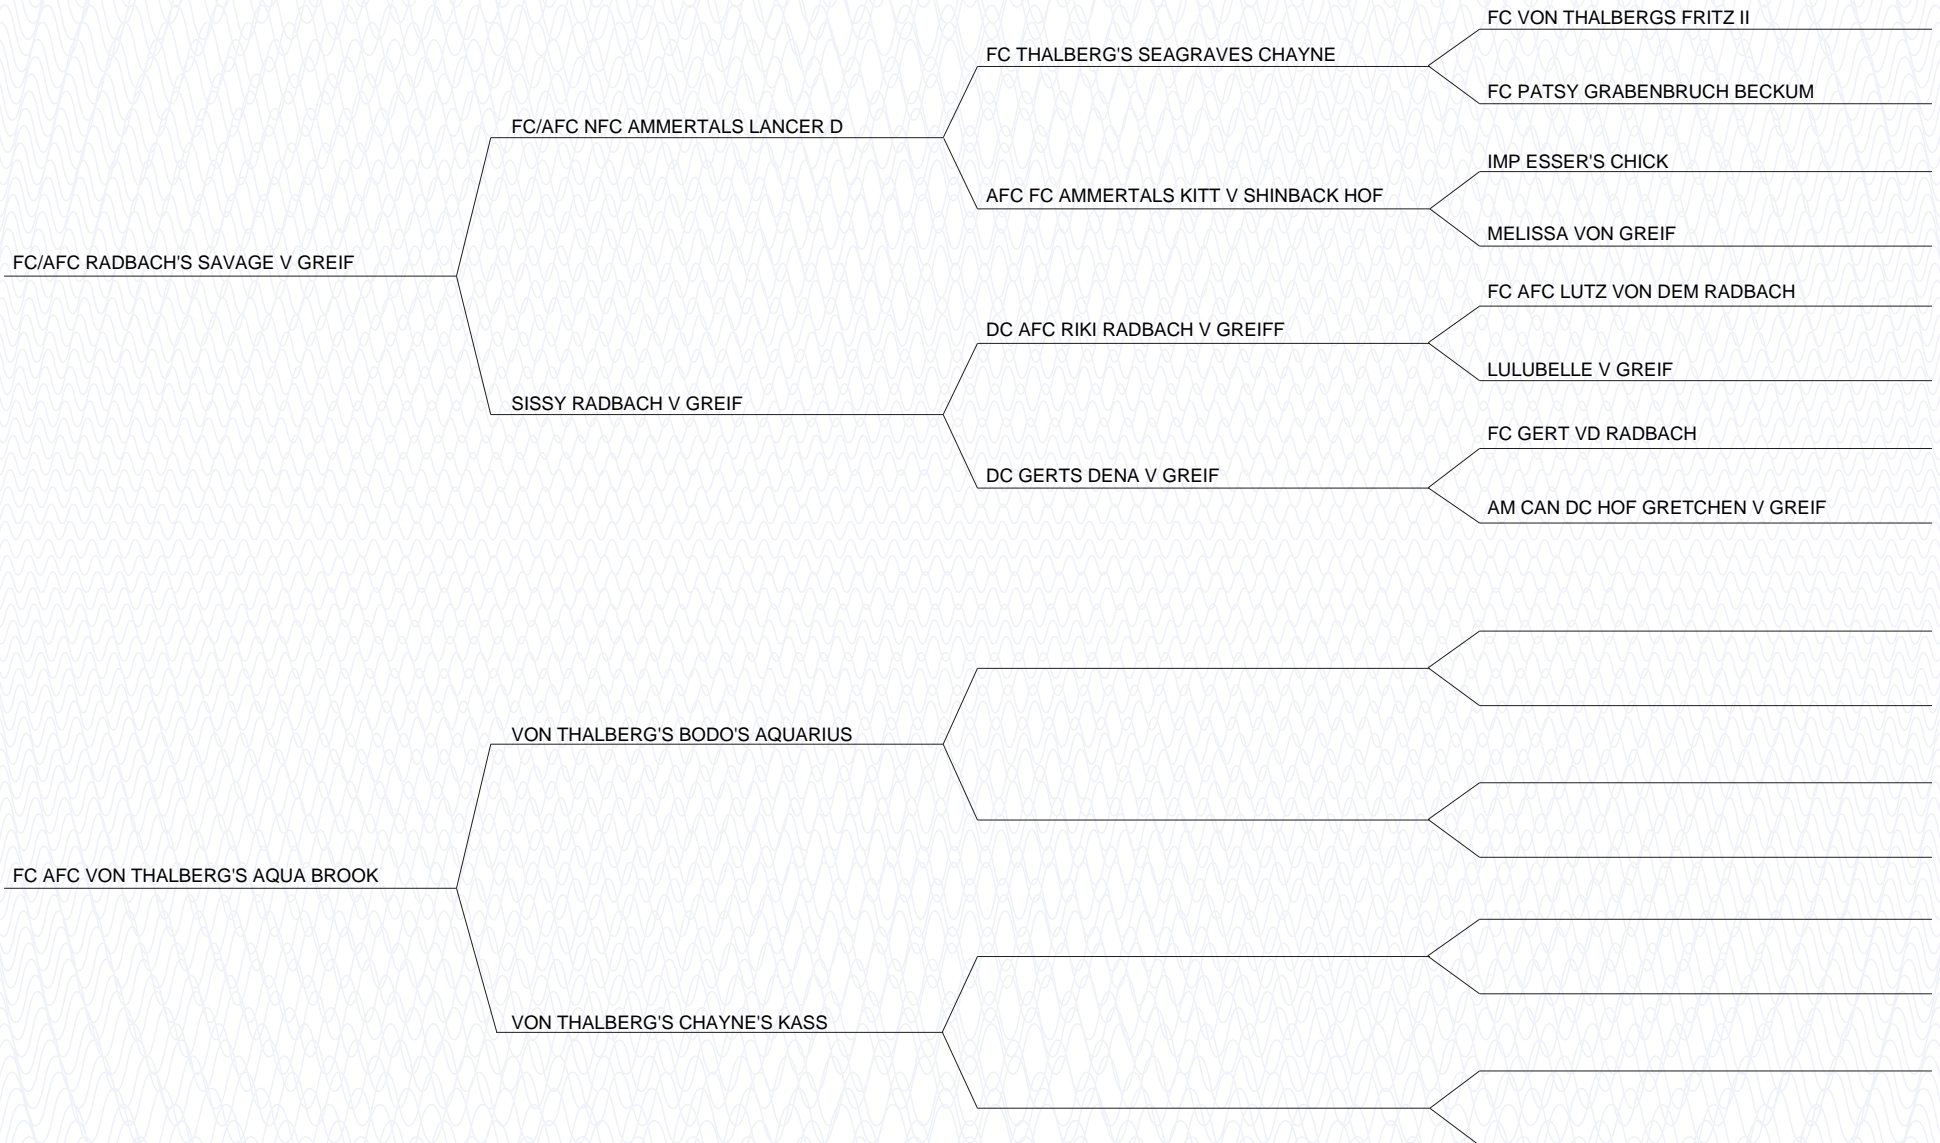 FC VON THALBERGS FRITZ II
FC THALBERG'S SEAGRAVES CHAYNE
FC PATSY GRABENBRUCH BECKUM
FC/AFC NFC AMMERTALS LANCER D
IMP ESSER'S CHICK
AFC FC AMMERTALS KITT V SHINBACK HOF
MELISSA VON GREIF
FC/AFC RADBACH'S SAVAGE V GREIF
FC AFC LUTZ VON DEM RADBACH
DC AFC RIKI RADBACH V GREIFF
LULUBELLE V GREIF
SISSY RADBACH V GREIF
FC GERT VD RADBACH
DC GERTS DENA V GREIF
AM CAN DC HOF GRETCHEN V GREIF
VON THALBERG'S BODO'S AQUARIUS
FC AFC VON THALBERG'S AQUA BROOK
VON THALBERG'S CHAYNE'S KASS